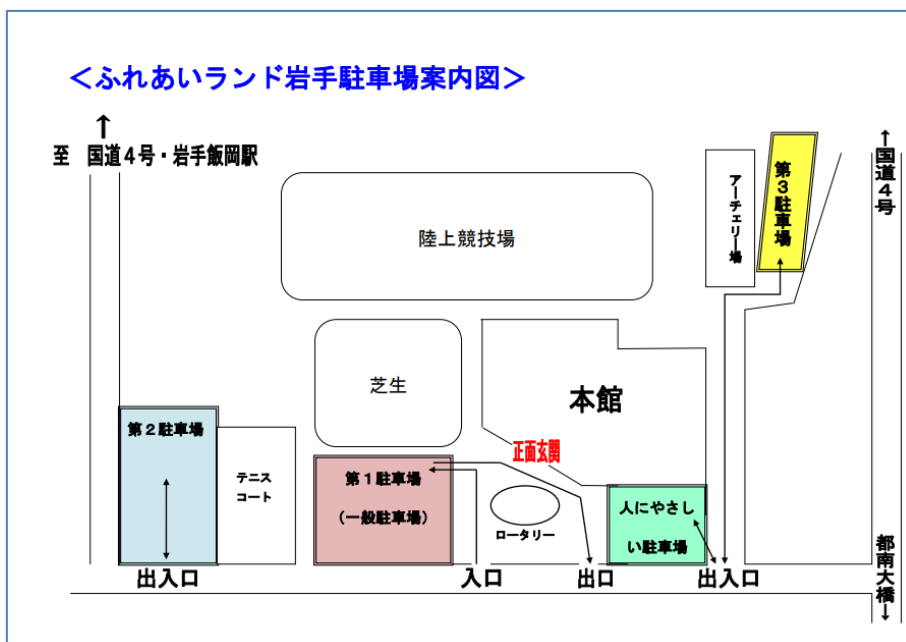 ＜ふれあいランド岩手駐車場案内図＞
↑
至　国道４号・岩手飯岡駅
↑国道４号
第３駐車場
アーチェリー場
陸上競技場
芝生
本館
正面玄関
第２駐車場
テニス
コート
第１駐車場
（一般駐車場）
ロータリー
人にやさし
い駐車場
出入口
入口
出口
出入口
都南大橋↓